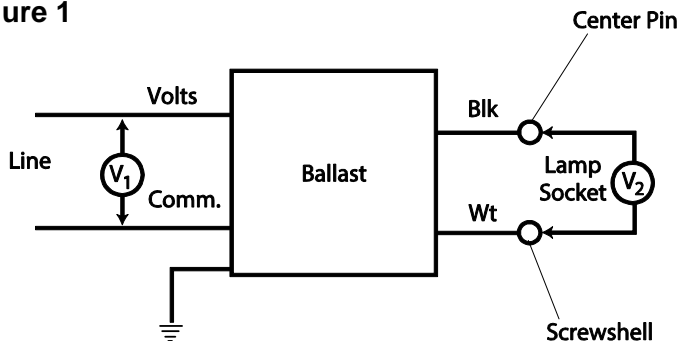 ure 1
Center Pin
Volts
Blk
Line
V1
Ballast
Lamp
Socket
V2
Comm.
Wt
Screwshell